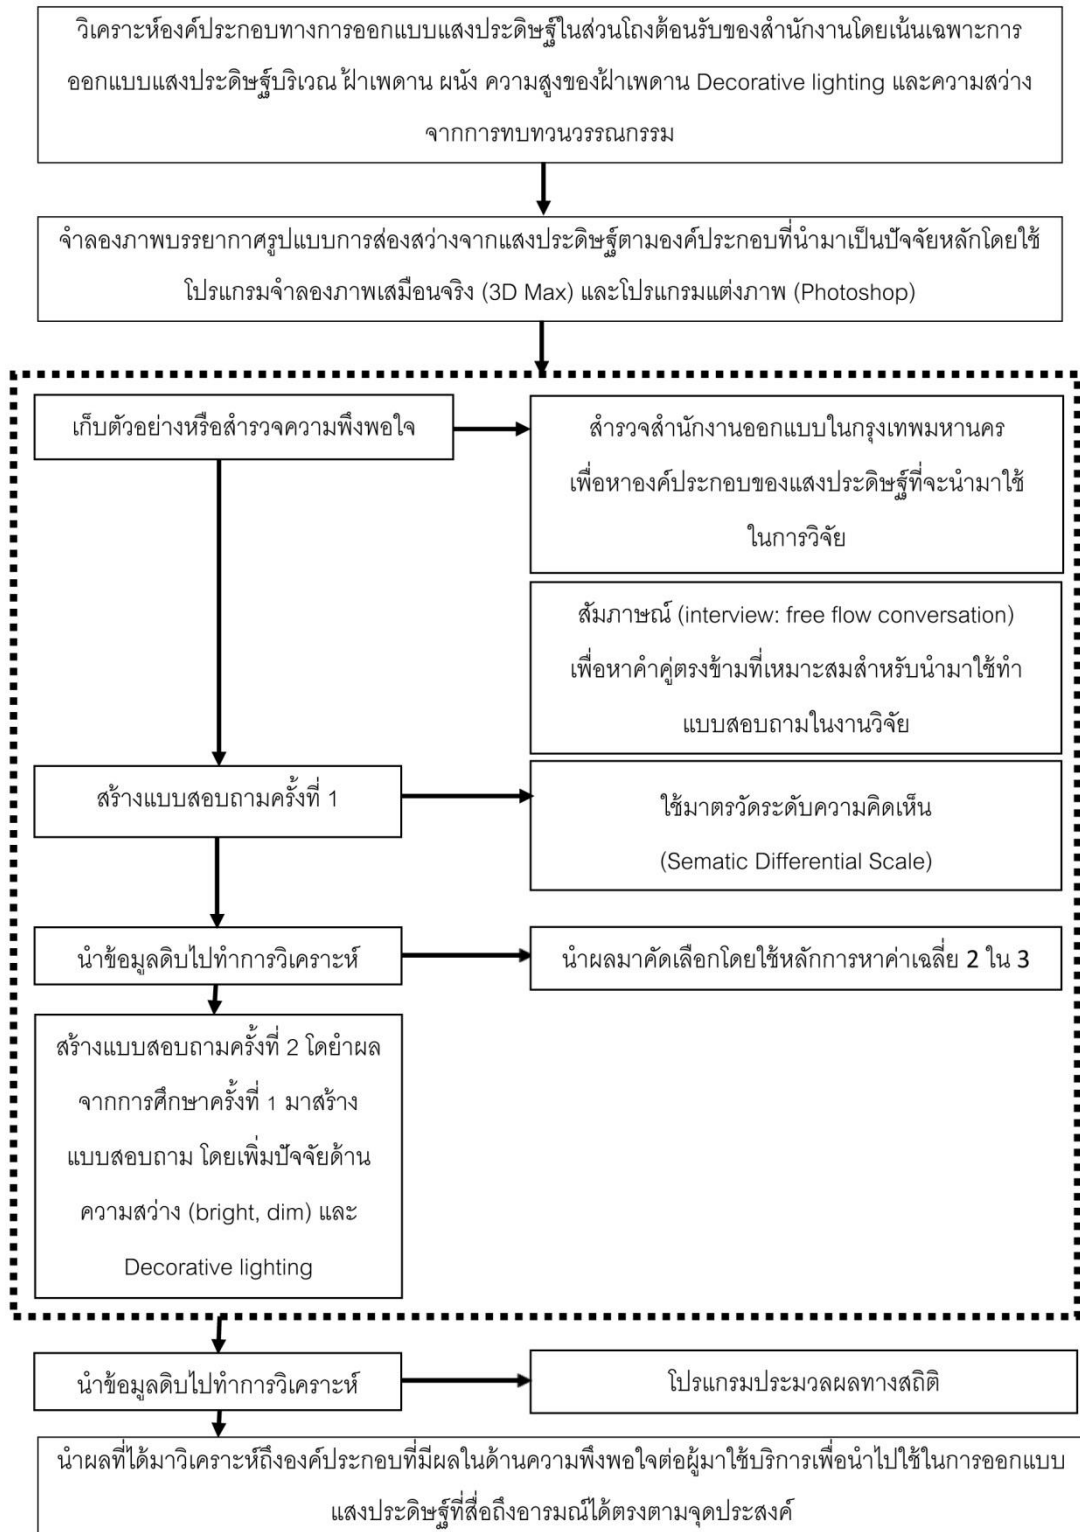 วิเคราะห์องค์ประกอบทางการออกแบบแสงประดิษฐ์ในส่วนโถงต้อนรับของสำนักงานโดยเน้นเฉพาะการ
ออกแบบแสงประดิษฐ์บริเวณ ฝ้าเพดาน ผนัง ความสูงของฝ้าเพดาน Decorative lighting และความสว่าง
จากการทบทวนวรรณกรรม
จำลองภาพบรรยากาศรูปแบบการส่องสว่างจากแสงประดิษฐ์ตามองค์ประกอบที่นำมาเป็นปัจจัยหลักโดยใช้
โปรแกรมจำลองภาพเสมือนจริง (3D Max) และโปรแกรมแต่งภาพ (Photoshop)
เก็บตัวอย่างหรือสำรวจความพึงพอใจ
สำรวจสำนักงานออกแบบในกรุงเทพมหานคร
เพื่อหาองค์ประกอบของแสงประดิษฐ์ที่จะนำมาใช้
ในการวิจัย
สัมภาษณ์ (interview: free flow conversation)
เพื่อหาคำคู่ตรงข้ามที่เหมาะสมสำหรับนำมาใช้ทำ
แบบสอบถามในงานวิจัย
สร้างแบบสอบถามครั้งที่ 1
ใช้มาตรวัดระดับความคิดเห็น
(Sematic Differential Scale)
นำข้อมูลดิบไปทำการวิเคราะห์
นำผลมาคัดเลือกโดยใช้หลักการหาค่าเฉลี่ย 2 ใน 3
สร้างแบบสอบถามครั้งที่ 2 โดยำผล
จากการศึกษาครั้งที่ 1 มาสร้าง
แบบสอบถาม โดยเพิ่มปัจจัยด้าน
ความสว่าง (bright, dim) และ
Decorative lighting
นำข้อมูลดิบไปทำการวิเคราะห์
โปรแกรมประมวลผลทางสถิติ
นำผลที่ได้มาวิเคราะห์ถึงองค์ประกอบที่มีผลในด้านความพึงพอใจต่อผู้มาใช้บริการเพื่อนำไปใช้ในการออกแบบ
แสงประดิษฐ์ที่สื่อถึงอารมณ์ได้ตรงตามจุดประสงค์